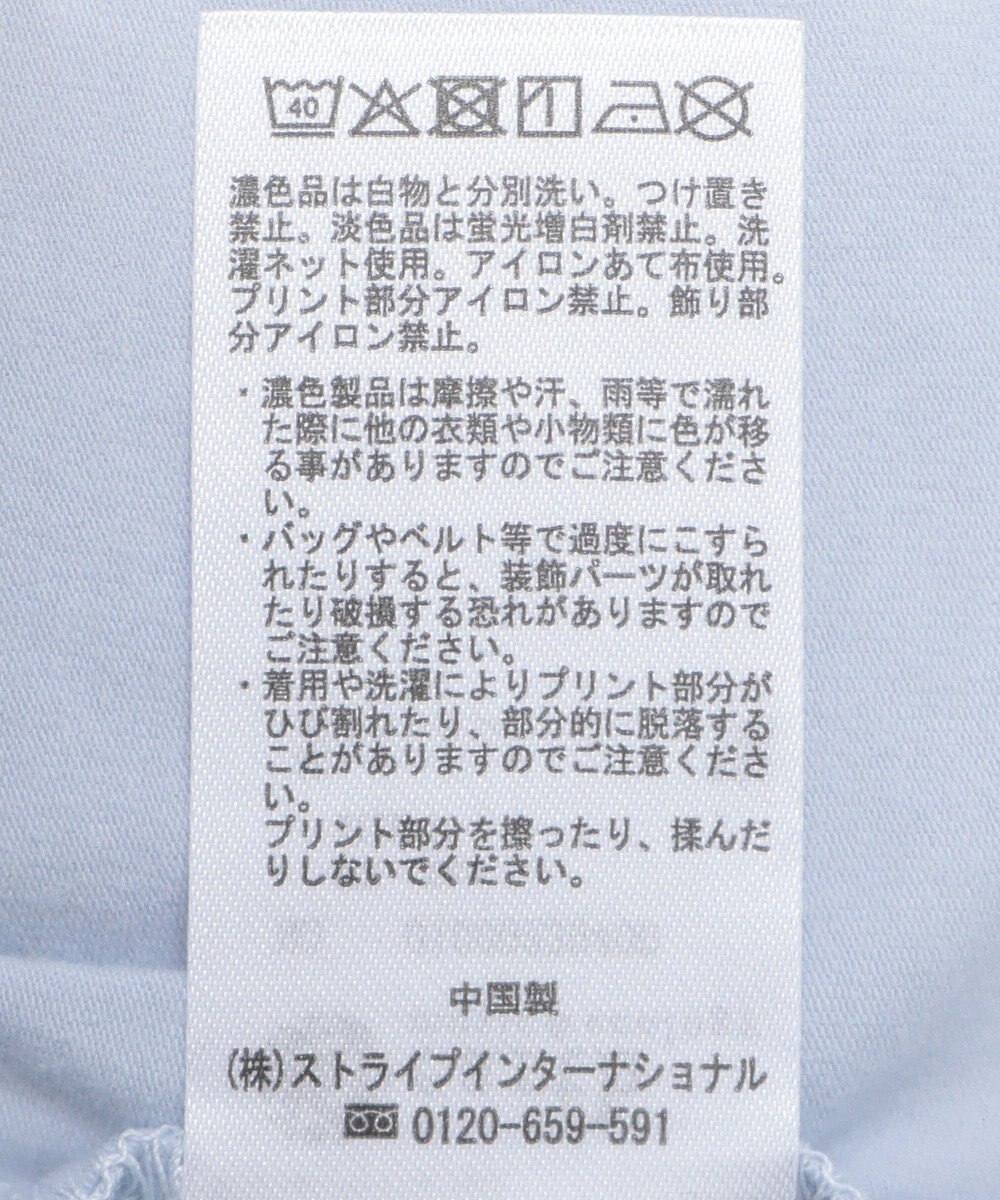 40
濃色品は白物と分別洗い。つけ置き
禁止。淡色品は蛍光増白剤禁止。洗
濯ネット使用。アイロンあて布使用。
プリント部分アイロン禁止。飾り部
分アイロン禁止。
・濃色製品は摩擦や汗、雨等で濡れ
た際に他の衣類や小物類に色が移
る事がありますのでご注意くださ
い。
・バッグやベルト等で過度にこすら
れたりすると、装飾パーツが取れ
たり破損する恐れがありますので
ご注意ください。
・着用や洗濯によりプリント部分が
ひび割れたり、部分的に脱落する
ことがありますのでご注意くださ
い。
プリント部分を擦ったり、揉んだ
りしないでください。
中国製
(株)ストライプインターナショナル
0120-659-591